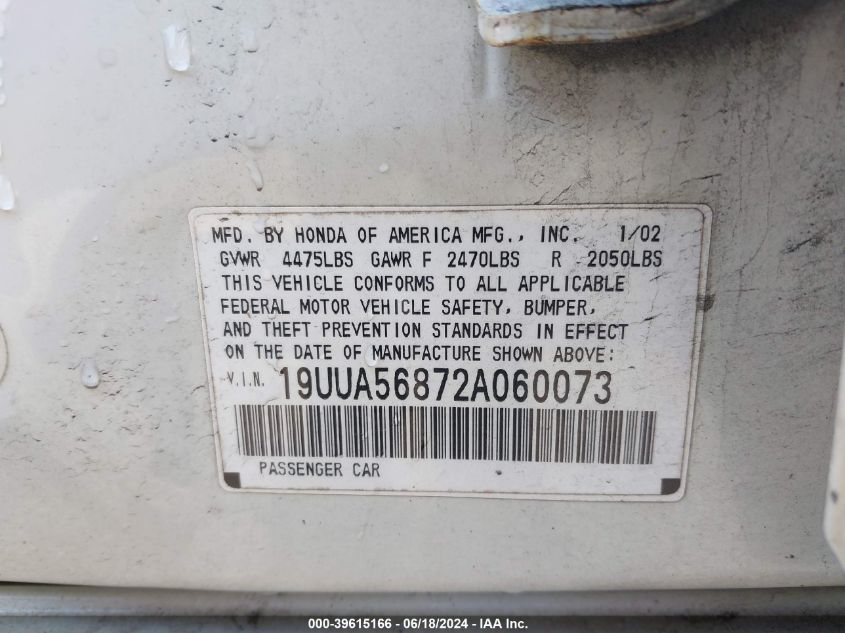 MFD. BY HONDA OF AMERICA MFG., INC. 1/02
GVWR 4475LBS GAWR F 2470LBS R 2050LBS
THIS VEHICLE CONFORMS TO ALL APPLICABLE
FEDERAL MOTOR VEHICLE SAFETY, BUMPER,
AND THEFT PREVENTION STANDARDS IN EFFECT
ON THE DATE OF MANUFACTURE SHOWN ABOVE:
V.I.N. 19UUA56872A060073
PASSENGER CAR
000-39615166 - 06/18/2024 - IAA Inc.